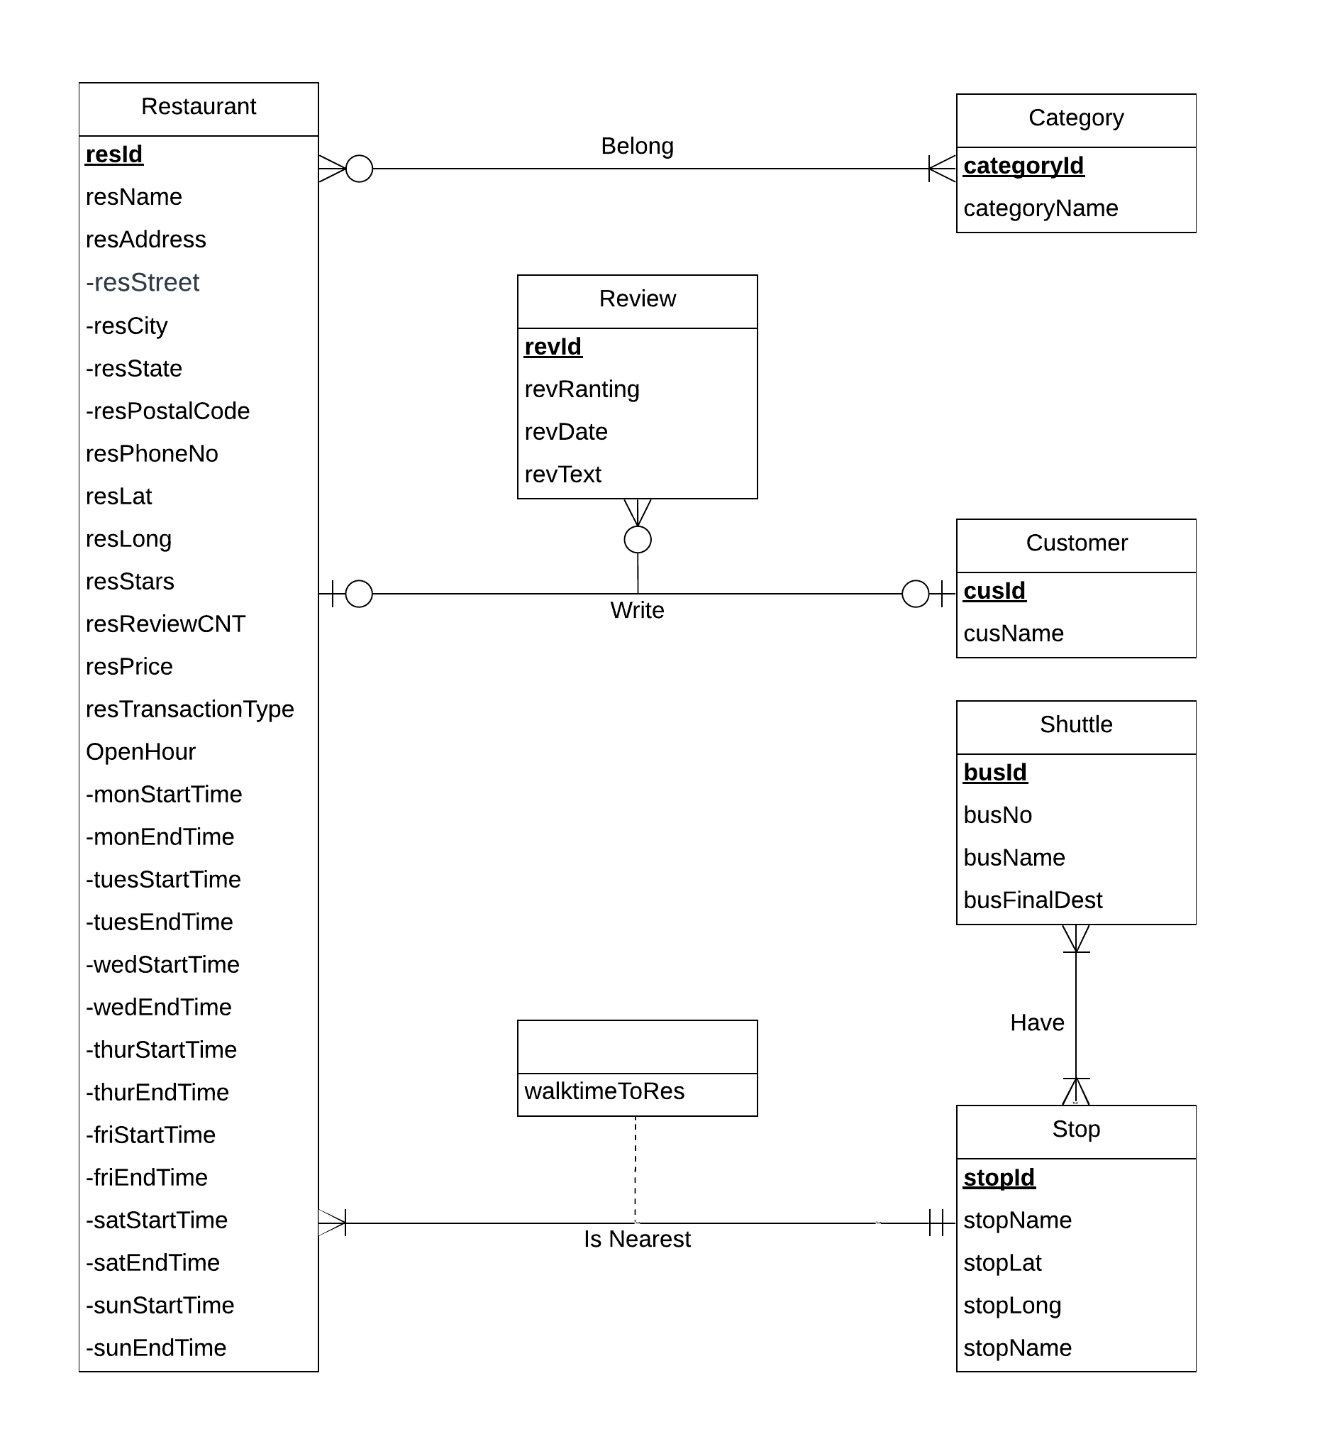 Restaurant
resId
resName
resAddress
-resStreet
-resCity
-resState
-resPostalCode
resPhoneNo
resLat
resLong
resStars
resReviewCNT
resPrice
resTransactionType
OpenHour
-monStartTime
-monEndTime
-tuesStartTime
-tuesEndTime
-wedStartTime
-wedEndTime
-thurStartTime
-thurEndTime
-friStartTime
-friEndTime
-satStartTime
-satEndTime
-sunStartTime
-sunEndTime
Belong
Category
categoryId
categoryName
Review
revId
revRanting
revDate
revText
Write
Customer
cusId
cusName
Shuttle
busId
busNo
busName
busFinalDest
Have
walktimeToRes
Is Nearest
Stop
stopId
stopName
stopLat
stopLong
stopName